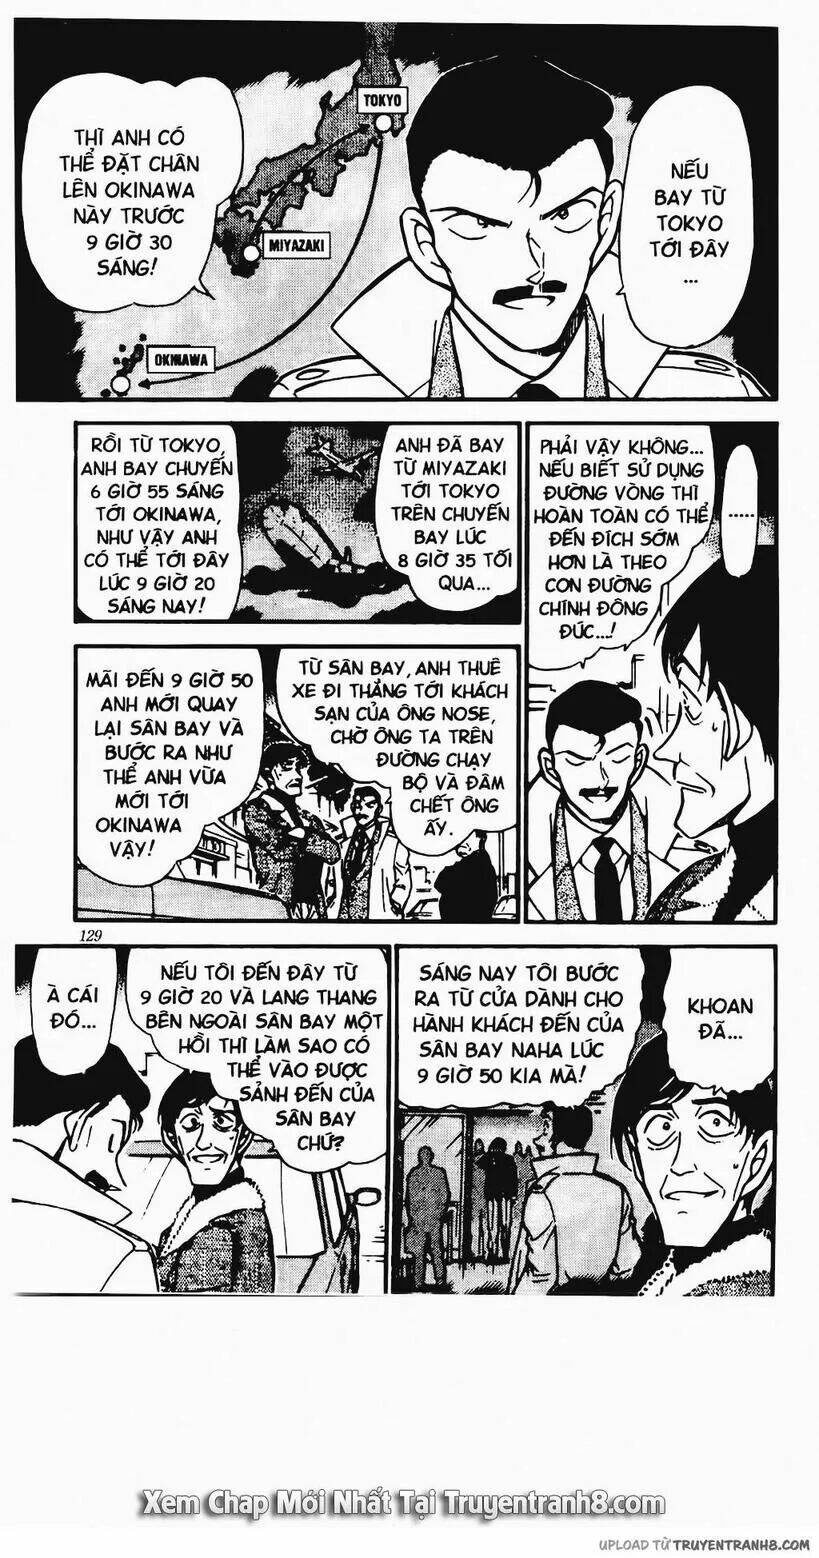 NẾU
BAY TỪ
TOKYO
TỚI ĐÂY
...
TOKYO
MIYAZAKI
OKINAWA
THÌ ANH CÓ
THỂ ĐẶT CHÂN
LÊN OKINAWA
NÀY TRƯỚC
9 GIỜ 30
SÁNG!
......
PHẢI VẬY KHÔNG...
NẾU BIẾT SỬ DỤNG
ĐƯỜNG VÒNG THÌ
HOÀN TOÀN CÓ THỂ
ĐẾN ĐÍCH SỚM
HƠN LÀ THEO
CON ĐƯỜNG
CHÍNH ĐÔNG
ĐÚC...!
ANH ĐÃ BAY
TỪ MIYAZAKI
TỚI TOKYO
TRÊN CHUYẾN
BAY LÚC
8 GIỜ 35 TỐI
QUA...
RỒI TỪ TOKYO,
ANH BAY CHUYẾN
6 GIỜ 55 SÁNG
TỚI OKINAWA,
NHƯ VẬY ANH
CÓ THỂ TỚI ĐÂY
LÚC 9 GIỜ 20
SÁNG NAY!
TỪ SÂN BAY, ANH THUÊ
XE ĐI THẲNG TỚI KHÁCH
SẠN CỦA ÔNG NOSE,
CHỜ ÔNG TA TRÊN
ĐƯỜNG CHẠY
BỘ VÀ ĐÂM
CHẾT ÔNG
ẤY.
MÃI ĐẾN 9 GIỜ 50
ANH MỚI QUAY
LẠI SÂN BAY VÀ
BƯỚC RA NHƯ
THỂ ANH VỪA
MỚI TỚI
OKINAWA
VẬY!
129
KHOAN
ĐÃ...
SÁNG NAY TÔI BƯỚC
RA TỪ CỬA DÀNH CHO
HÀNH KHÁCH ĐẾN CỦA
SÂN BAY NAHA LÚC
9 GIỜ 50 KIA MÀ!
NẾU TÔI ĐẾN ĐÂY TỪ
9 GIỜ 20 VÀ LANG THANG
BÊN NGOÀI SÂN BAY MỘT
HỒI THÌ LÀM SAO CÓ
THỂ VÀO ĐƯỢC
SẢNH ĐẾN CỦA
SÂN BAY
CHỨ?
À CÁI
ĐÓ...
Xem Chap Mới Nhất Tại Truyentranh8.com
UPLOAD TỪ TRUYENTRANH8.COM